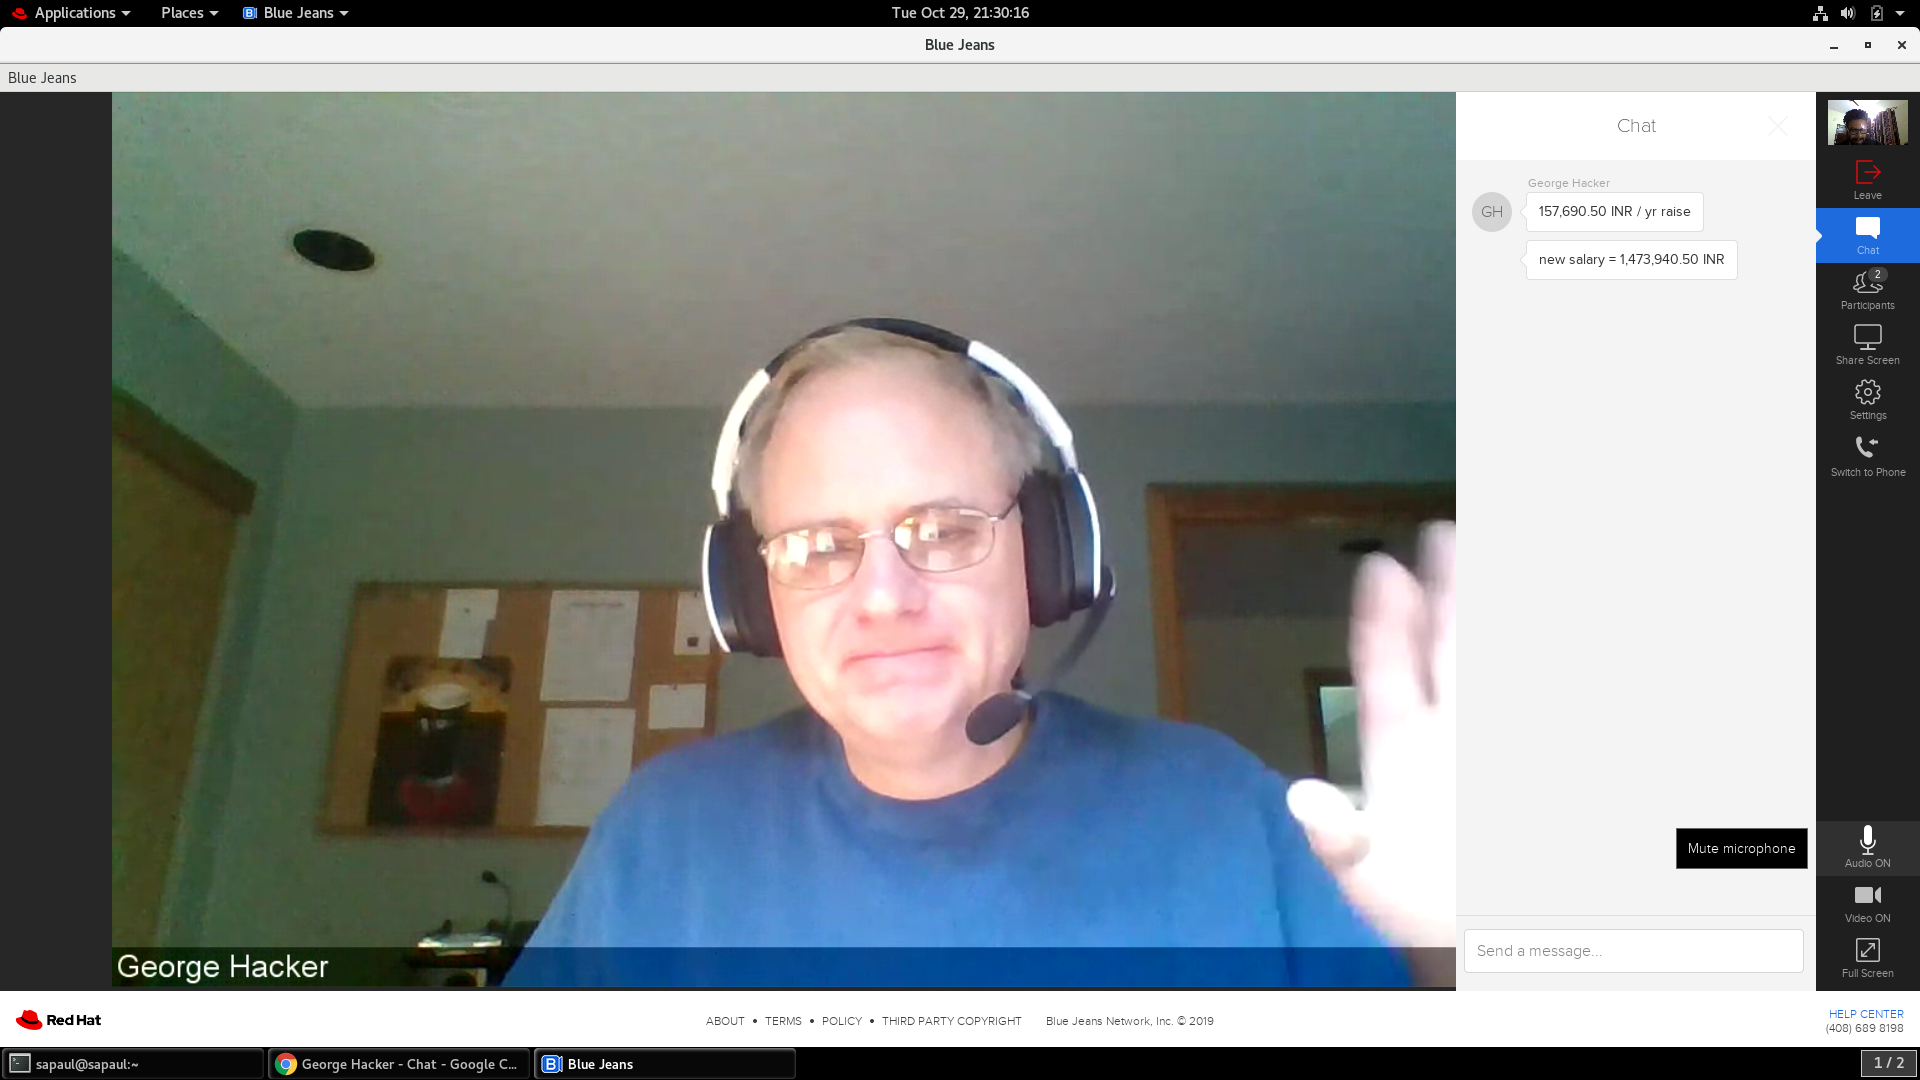 Applications
Places
Blue Jeans
Tue Oct 29, 21:30:16
Blue Jeans
Blue Jeans
Chat
George Hacker
GH
157,690.50 INR / yr raise
new salary = 1,473,940.50 INR
Leave
Chat
2
Participants
Share Screen
Settings
Switch to Phone
Mute microphone
Audio ON
Video ON
Send a message...
Full Screen
George Hacker
Red Hat
ABOUT • TERMS • POLICY • THIRD PARTY COPYRIGHT Blue Jeans Network, Inc. © 2019
HELP CENTER
(408) 689 8198
sapaul@sapaul:~
George Hacker - Chat - Google C...
Blue Jeans
1 / 2